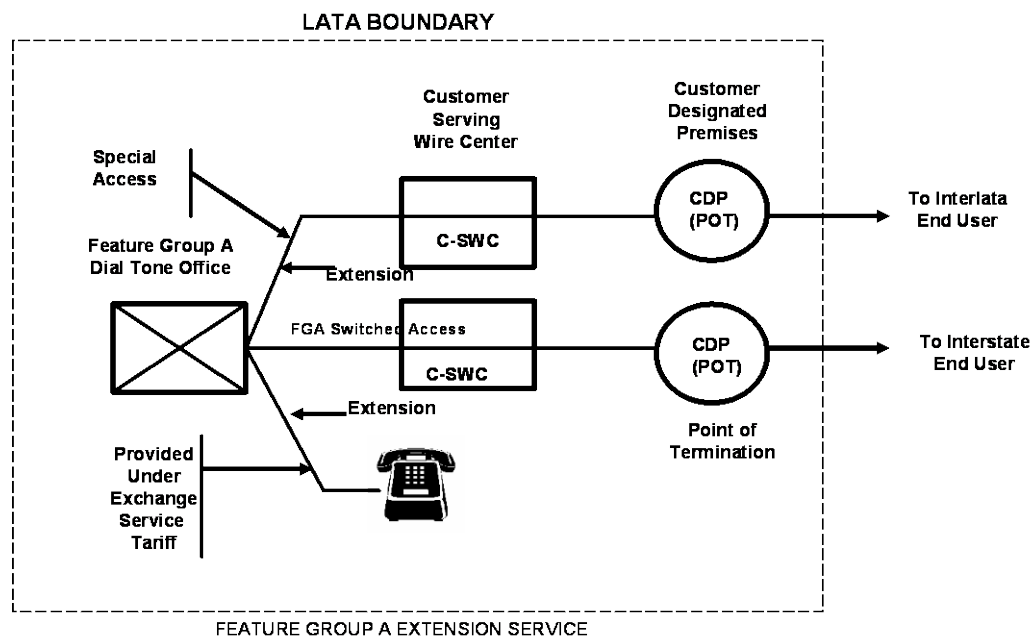 LATA BOUNDARY
Customer
Serving
Wire Center
Customer
Designated
Premises
Special
Access
CDP
(POT)
To Interlata
End User
C-SWC
Feature Group A
Dial Tone Office
Extension
FGA Switched Access
C-SWC
CDP
(POT)
To Interstate
End User
Extension
Point of
Termination
Provided
Under
Exchange
Service
Tariff
FEATURE GROUP A EXTENSION SERVICE